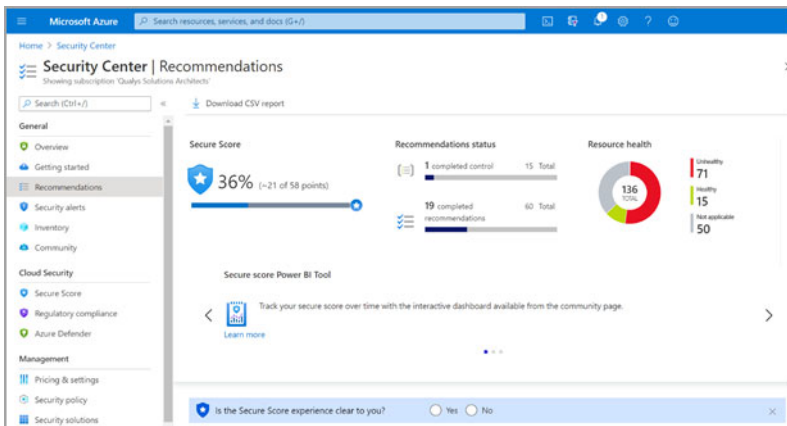 Microsoft Azure
Search resources, services, and docs (G+/)
Home > Security Center
Security Center | Recommendations
Showing subscription 'Qualys Solutions Architects'
Search (Ctrl+/)
«
Download CSV report
General
Overview
Getting started
Recommendations
Security alerts
Inventory
Community
Cloud Security
Secure Score
Regulatory compliance
Azure Defender
Management
Pricing & settings
Security policy
Security solutions
Secure Score
36% (~21 of 58 points)
Recommendations status
1 completed control 15 Total
19 completed 60 Total
recommendations
Resource health
136
TOTAL
Unhealthy
71
Healthy
15
Not applicable
50
Secure score Power BI Tool
Track your secure score over time with the interactive dashboard available from the community page.
Learn more
Is the Secure Score experience clear to you? Yes No